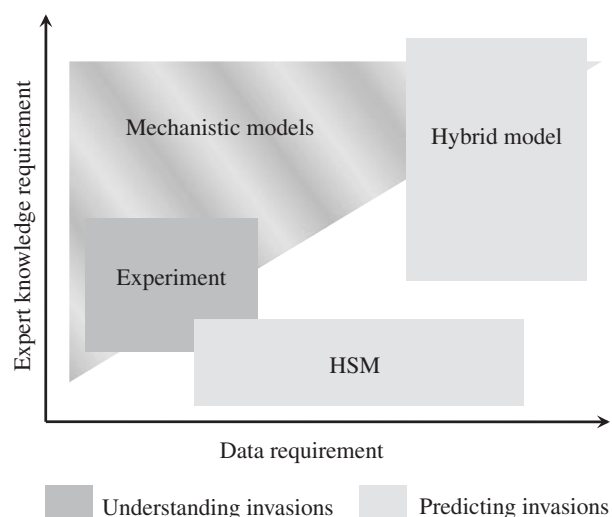 Expert knowledge requirement
Mechanistic models
Hybrid model
Experiment
HSM
Data requirement
Understanding invasions
Predicting invasions